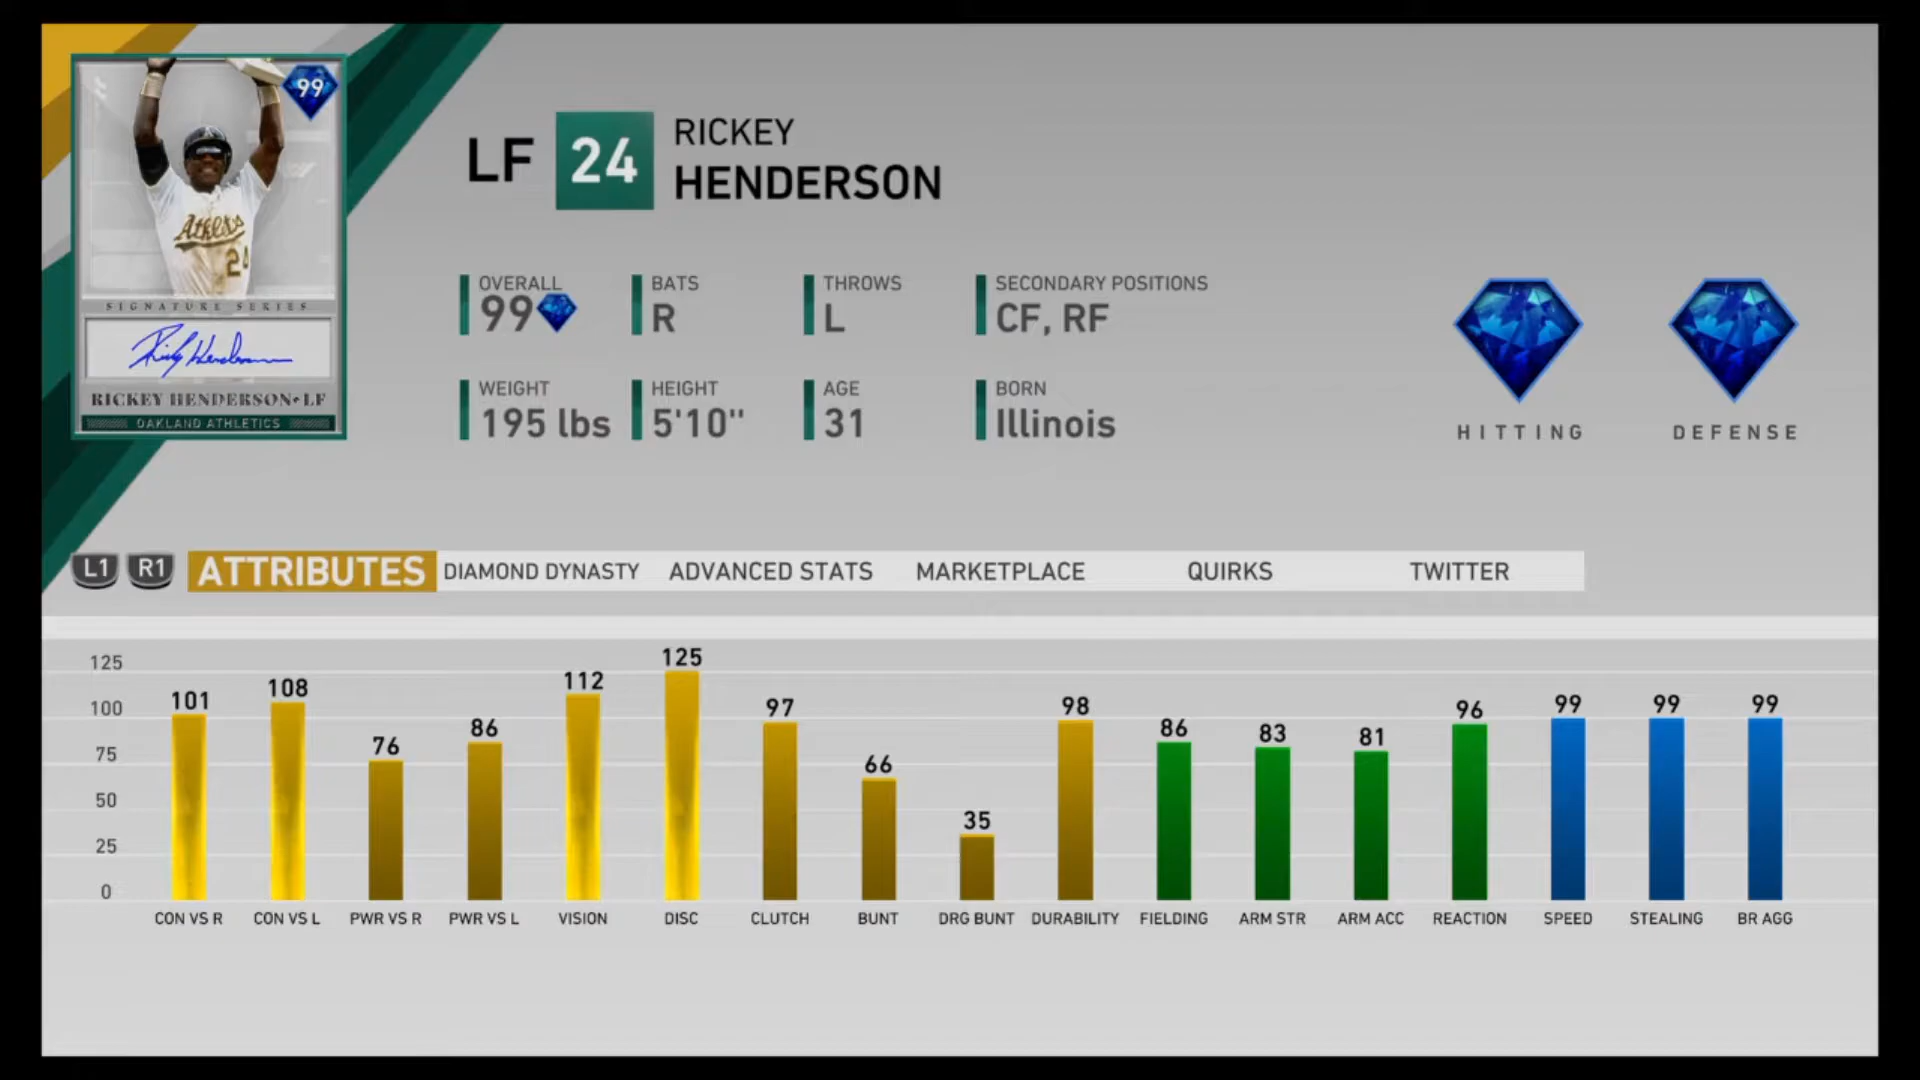 99
Athletics
24
SIGNATURE SERIES
Rickey Henderson
RICKEY HENDERSON•LF
OAKLAND ATHLETICS
LF 24 RICKEY
HENDERSON
OVERALL BATS THROWS SECONDARY POSITIONS
99 R L CF, RF
WEIGHT HEIGHT AGE BORN
195 lbs 5'10" 31 Illinois
HITTING DEFENSE
L1 R1 ATTRIBUTES DIAMOND DYNASTY ADVANCED STATS MARKETPLACE QUIRKS TWITTER
125
100
75
50
25
0
101 108 76 86 112 125 97 66 35 98 86 83 81 96 99 99 99
CON VS R CON VS L PWR VS R PWR VS L VISION DISC CLUTCH BUNT DRG BUNT DURABILITY FIELDING ARM STR ARM ACC REACTION SPEED STEALING BR AGG